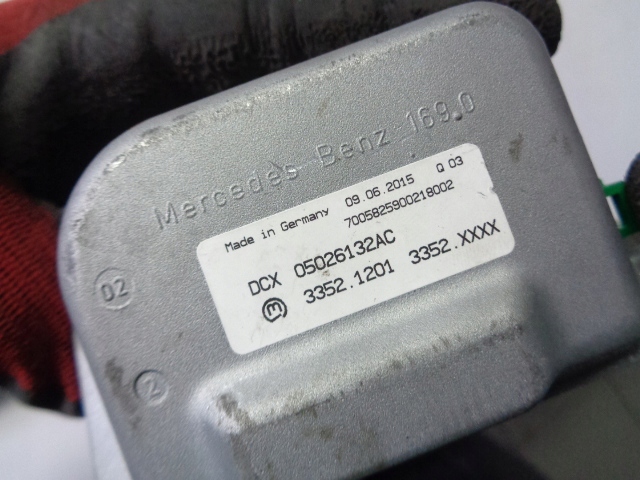 Mercedes Benz 169.0
Made in Germany 09.06.2015 Q 03
7005825900218002
DCX 05026132AC
m 3352.1201 3352.XXXX
02
2